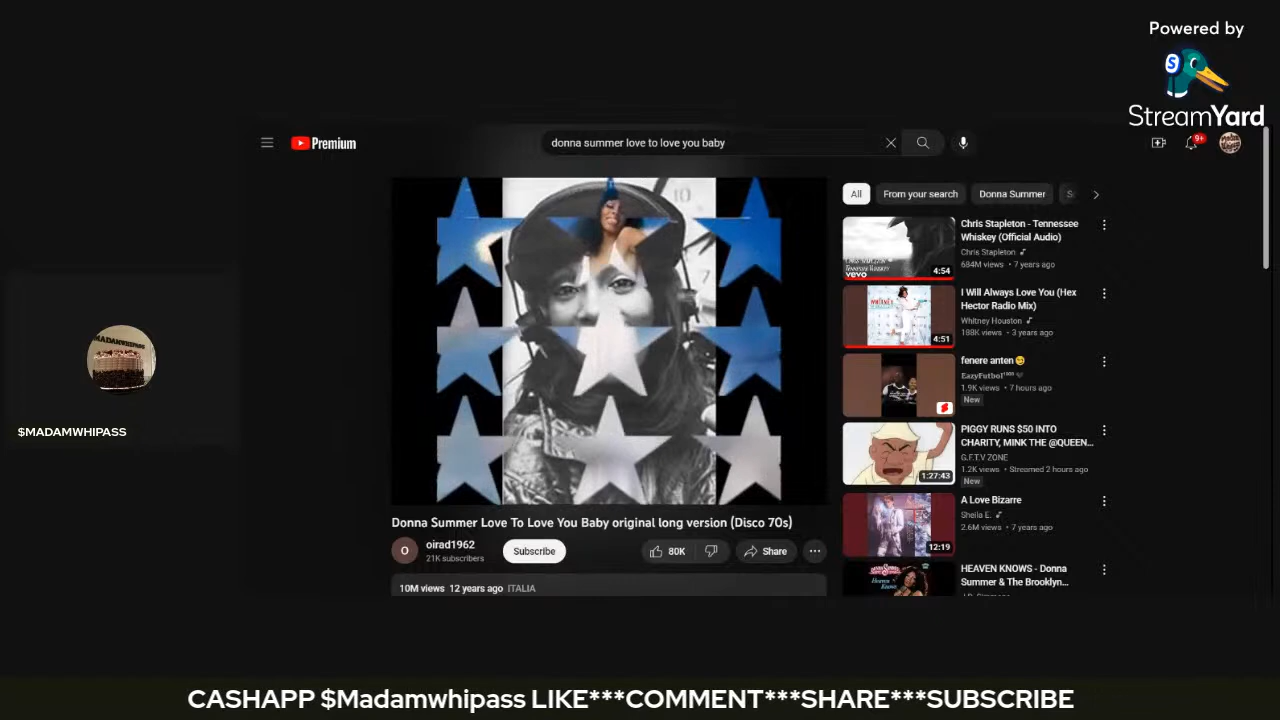 Powered by
StreamYard
Premium
donna summer love to love you baby
9+
All
From your search
Donna Summer
S
Chris Stapleton - Tennessee
Whiskey (Official Audio)
Chris Stapleton
684M views • 7 years ago
4:54
I Will Always Love You (Hex
Hector Radio Mix)
Whitney Houston
188K views • 3 years ago
4:51
fenere anten
1.9K views • 7 hours ago
New
PIGGY RUNS $50 INTO
CHARITY, MINK THE @QUEEN...
G.F.T.V ZONE
1.2K views • Streamed 2 hours ago
New
1:27:43
A Love Bizarre
Sheila E.
2.6M views • 7 years ago
12:19
HEAVEN KNOWS - Donna
Summer & The Brooklyn...
MADAMWHIPASS
$MADAMWHIPASS
10
Donna Summer Love To Love You Baby original long version (Disco 70s)
O
oirad1962
21K subscribers
Subscribe
80K
Share
10M views 12 years ago ITALIA
CASHAPP $Madamwhipass LIKE***COMMENT***SHARE***SUBSCRIBE